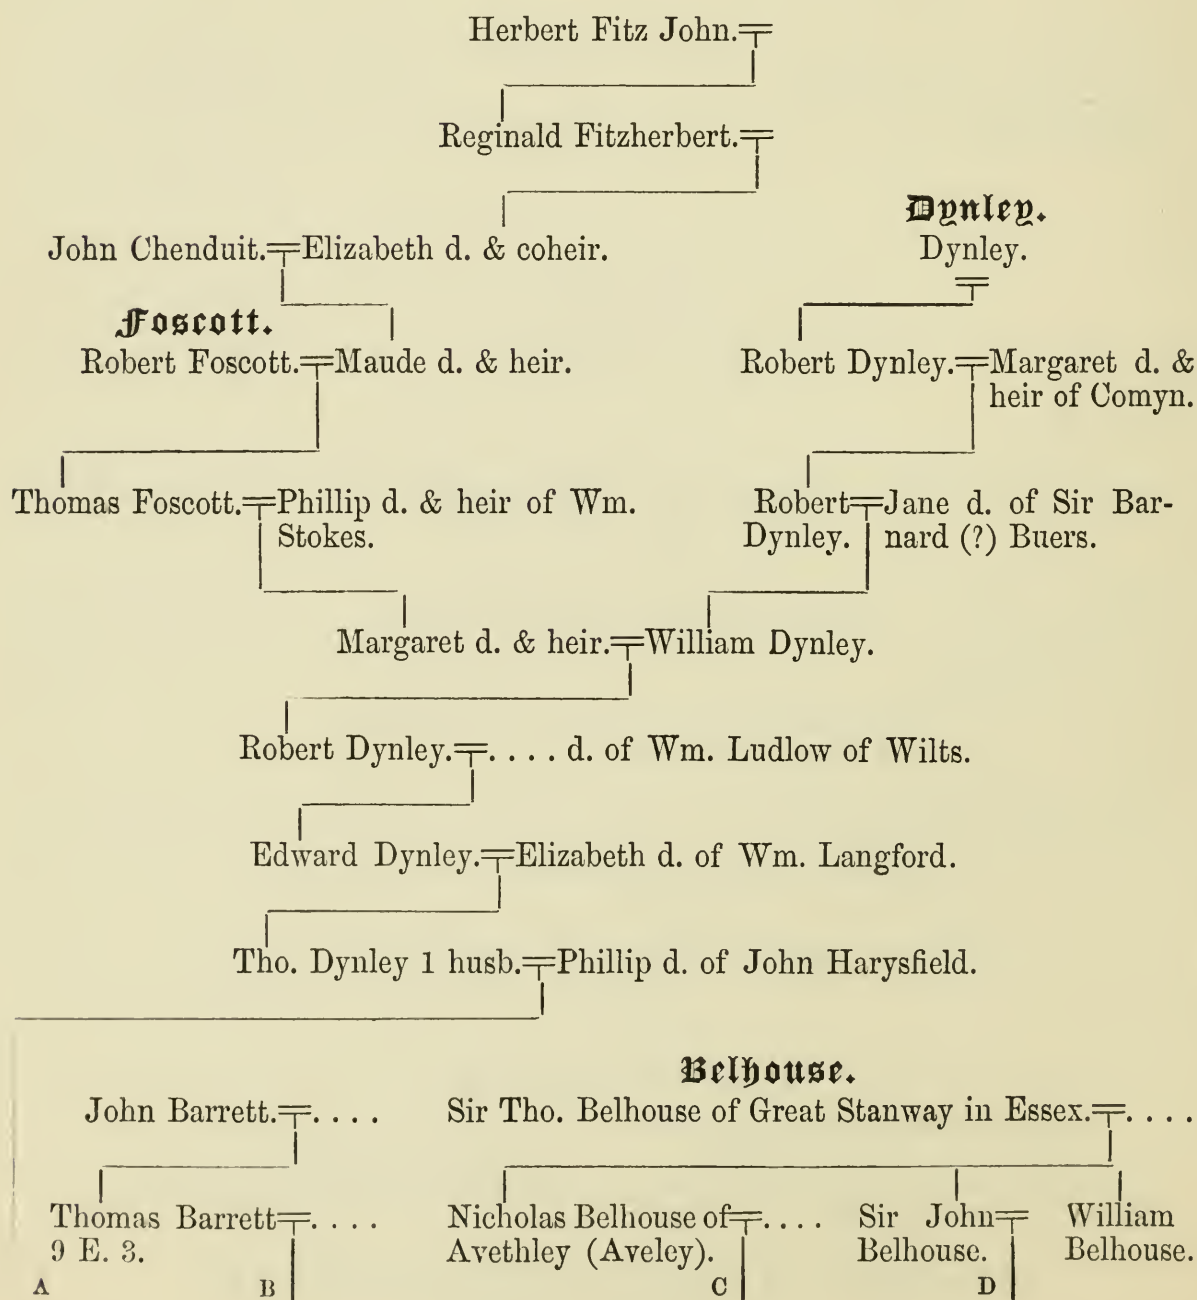 Herbert Fitz John.
Reginald Fitzherbert.
Dynley.
John Chenduit. Elizabeth d. & coheir.
Dynley.
Foscott.
Robert Foscott. Maude d. & heir.
Robert Dynley. Margaret d. &
heir of Comyn.
Thomas Foscott. Phillip d. & heir of Wm.
Stokes.
Robert Jane d. of Sir Bar-
Dynley. nard (?) Buers.
Margaret d. & heir. William Dynley.
Robert Dynley. . . . . d. of Wm. Ludlow of Wilts.
Edward Dynley. Elizabeth d. of Wm. Langford.
Tho. Dynley 1 husb. Phillip d. of John Harysfield.
Belhouse.
John Barrett. . . . .
Sir Tho. Belhouse of Great Stanway in Essex. . . . .
Thomas Barrett . . . .
9 E. 3.
Nicholas Belhouse of . . . .
Avethley (Aveley).
Sir John
Belhouse.
William
Belhouse.
A B C D